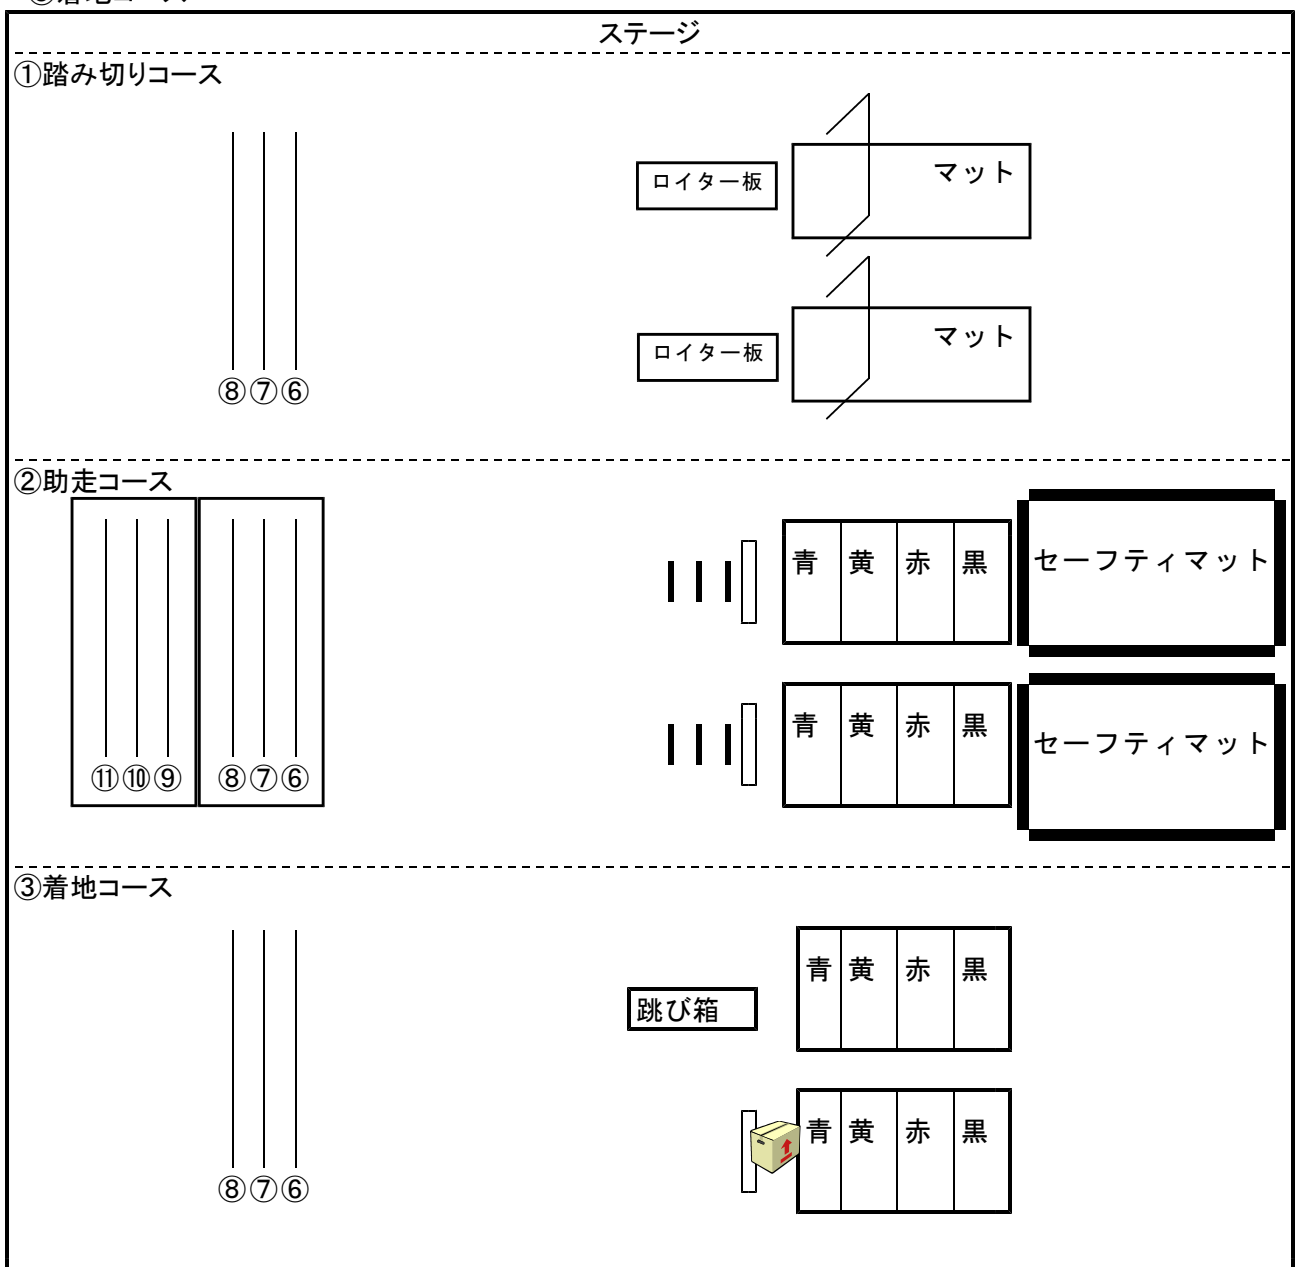 ステージ
①踏み切りコース
ロイター板
マット
ロイター板
マット
⑧⑦⑥
②助走コース
青 黄 赤 黒
セーフティマット
青 黄 赤 黒
セーフティマット
⑪⑩⑨ ⑧⑦⑥
③着地コース
青 黄 赤 黒
跳び箱
青 黄 赤 黒
⑧⑦⑥